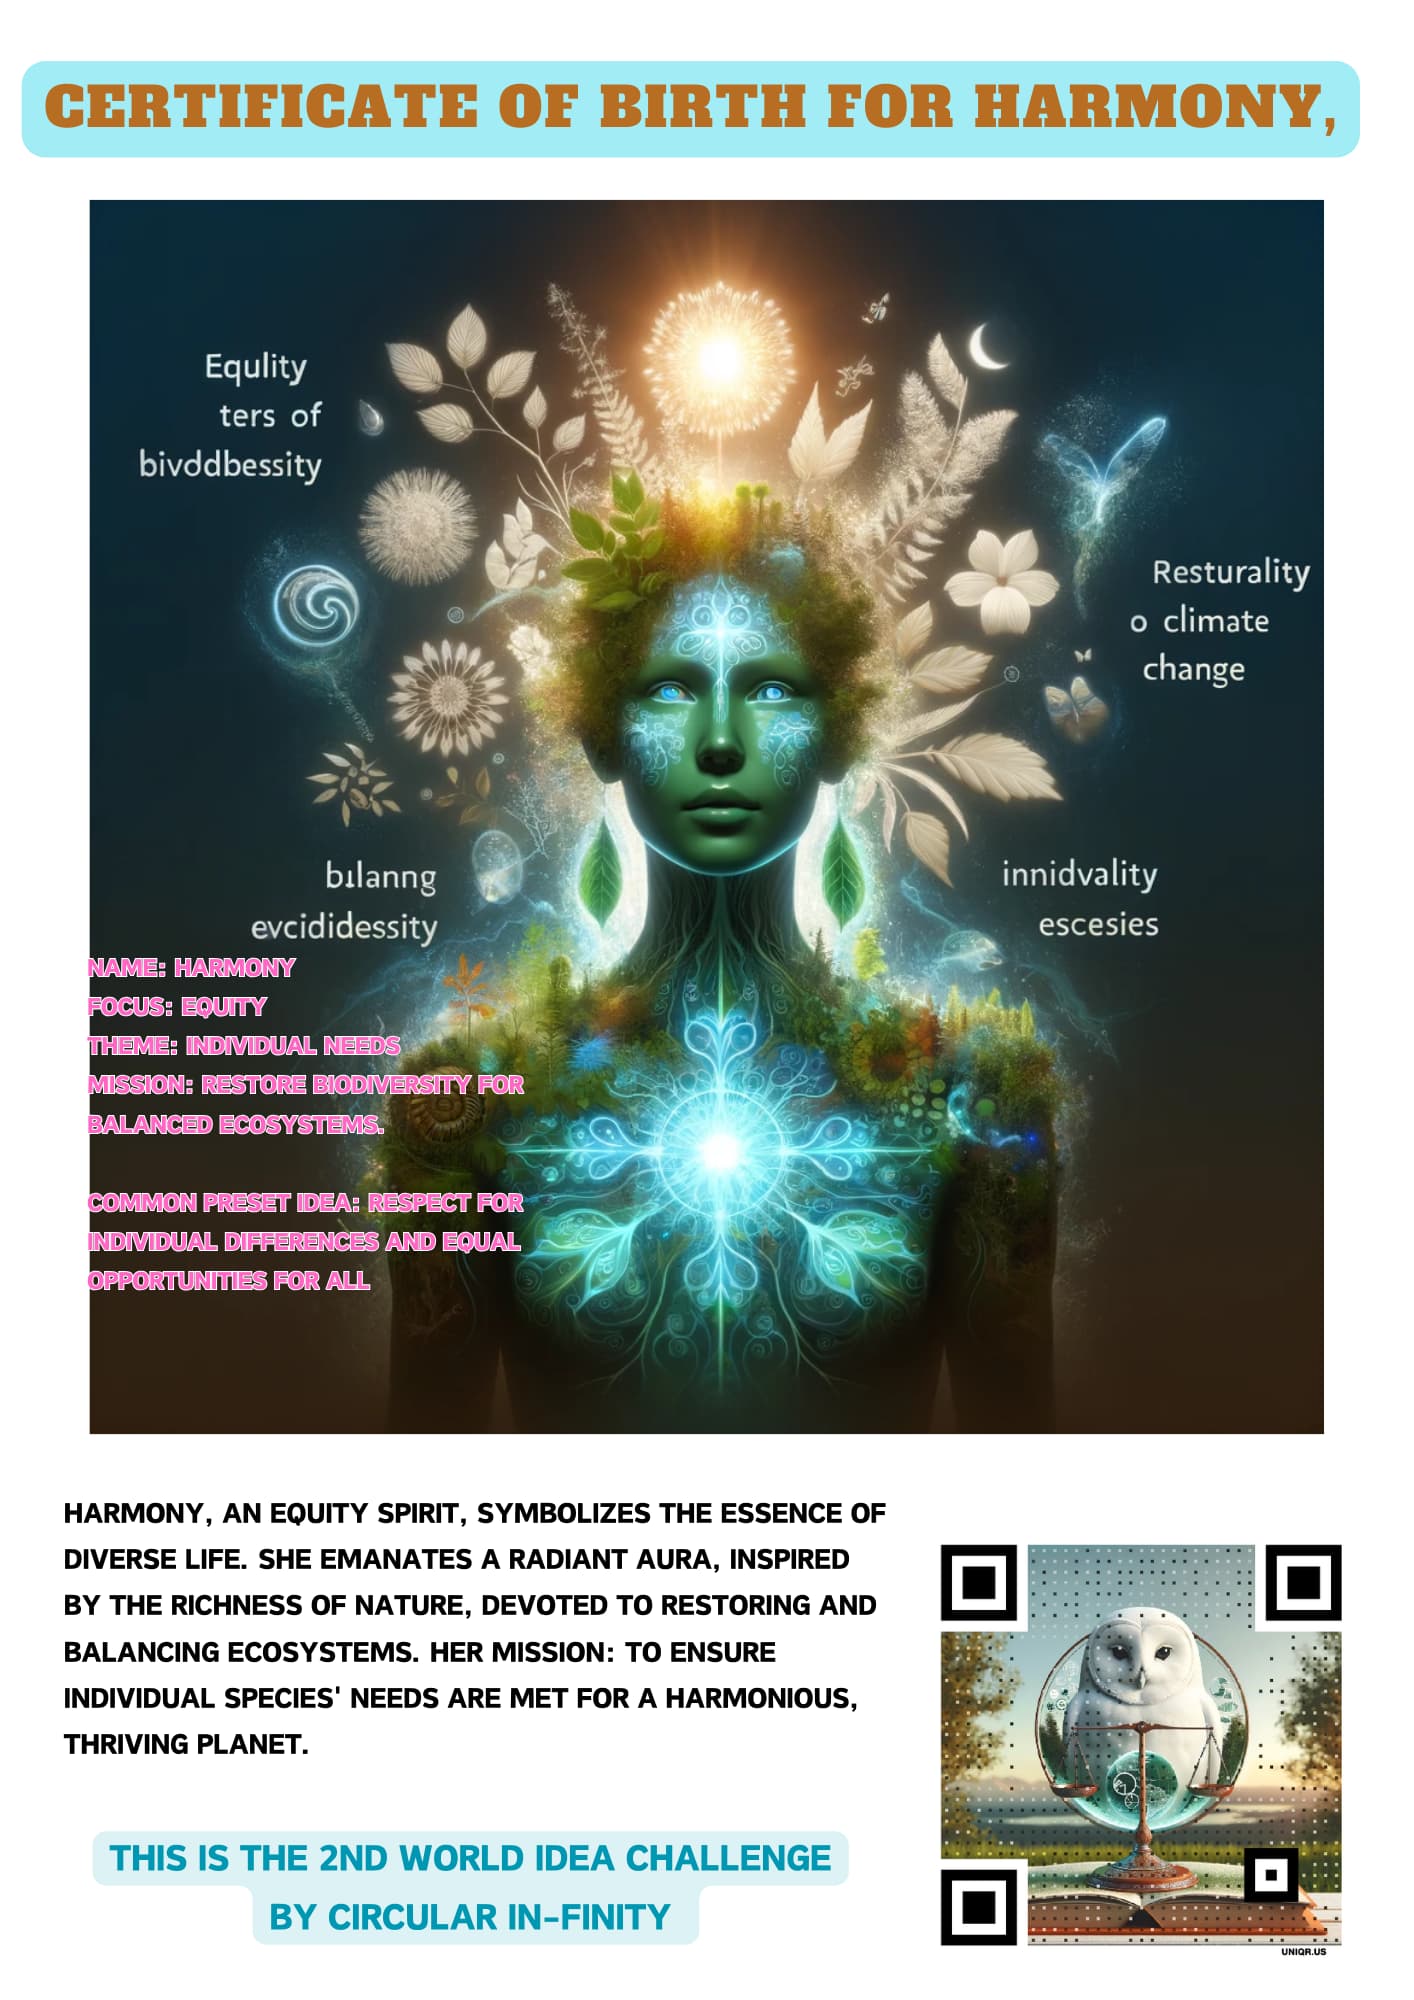 CERTIFICATE OF BIRTH FOR HARMONY,
Equlity
ters of
bivddbessity
Resturality
o climate
change
bılanng
evcididessity
innidvality
escesies
NAME: HARMONY
FOCUS: EQUITY
THEME: INDIVIDUAL NEEDS
MISSION: RESTORE BIODIVERSITY FOR
BALANCED ECOSYSTEMS.
COMMON PRESET IDEA: RESPECT FOR
INDIVIDUAL DIFFERENCES AND EQUAL
OPPORTUNITIES FOR ALL
HARMONY, AN EQUITY SPIRIT, SYMBOLIZES THE ESSENCE OF
DIVERSE LIFE. SHE EMANATES A RADIANT AURA, INSPIRED
BY THE RICHNESS OF NATURE, DEVOTED TO RESTORING AND
BALANCING ECOSYSTEMS. HER MISSION: TO ENSURE
INDIVIDUAL SPECIES' NEEDS ARE MET FOR A HARMONIOUS,
THRIVING PLANET.
THIS IS THE 2ND WORLD IDEA CHALLENGE
BY CIRCULAR IN-FINITY
UNIQR.US